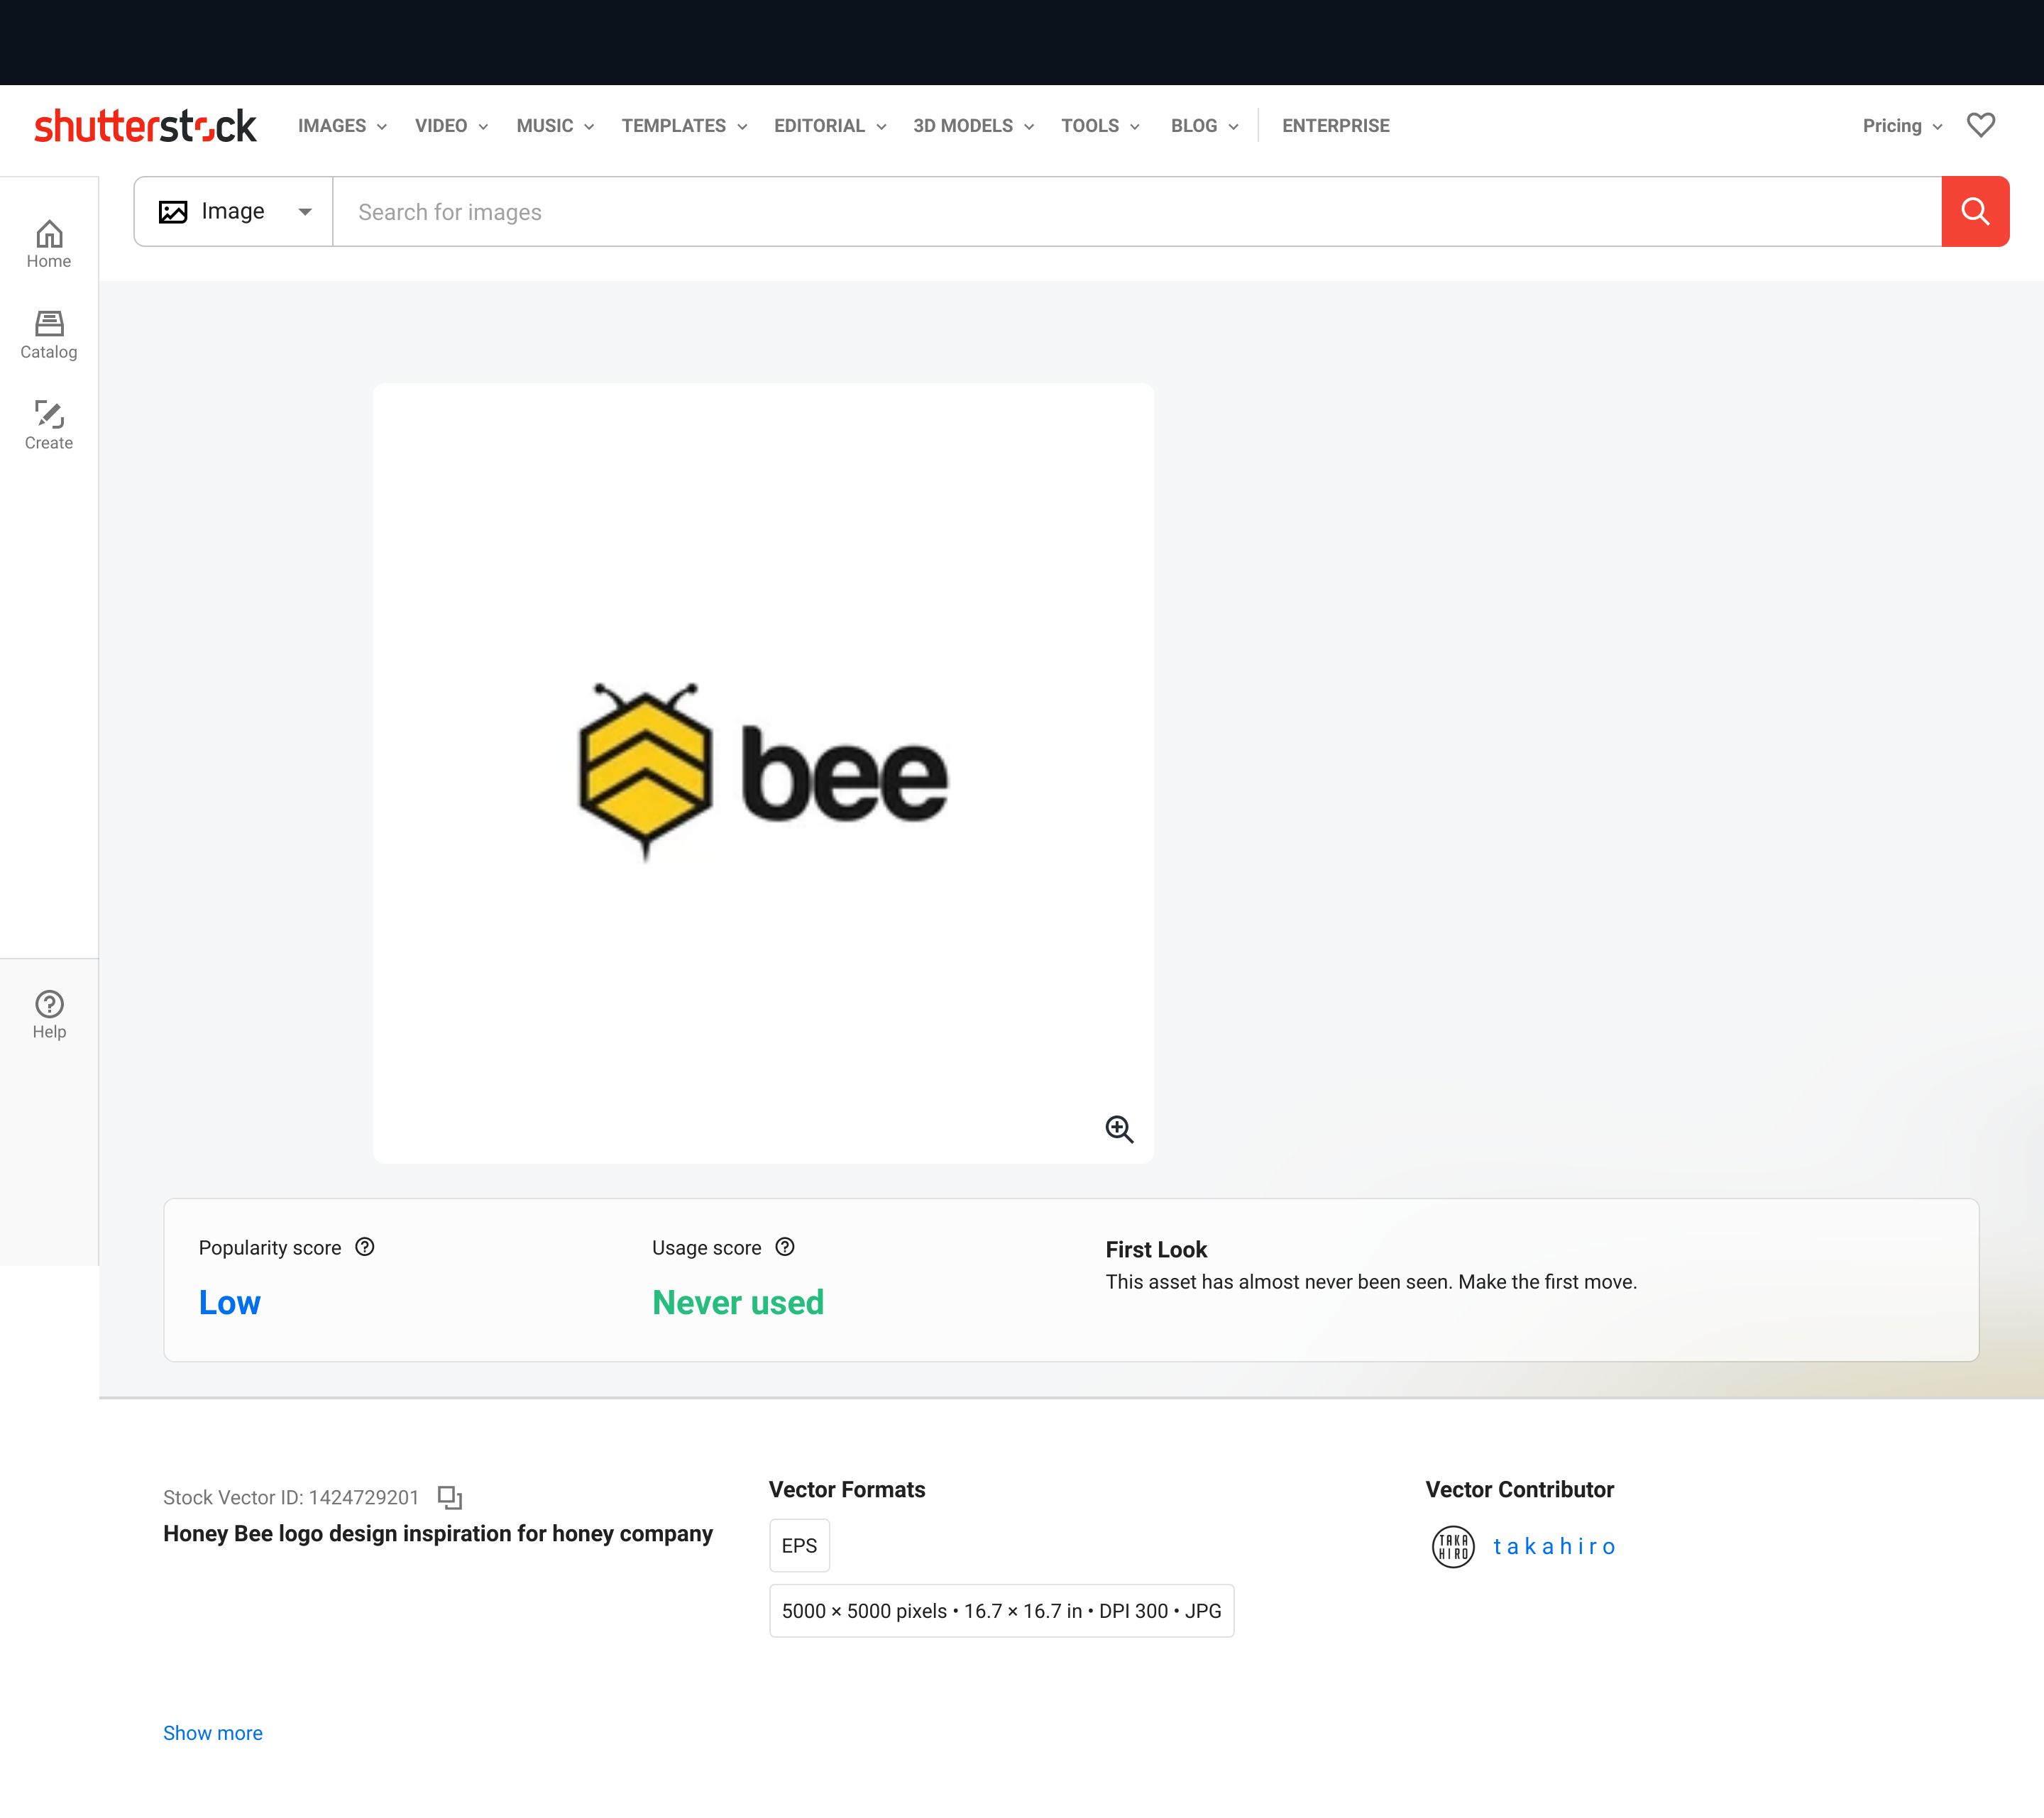 shutterstock
IMAGES
VIDEO
MUSIC
TEMPLATES
EDITORIAL
3D MODELS
TOOLS
BLOG
ENTERPRISE
Pricing
Image
Search for images
Home
Catalog
Create
bee
Help
Popularity score
Low
Usage score
Never used
First Look
This asset has almost never been seen. Make the first move.
Stock Vector ID: 1424729201
Honey Bee logo design inspiration for honey company
Show more
Vector Formats
EPS
5000 × 5000 pixels • 16.7 × 16.7 in • DPI 300 • JPG
Vector Contributor
TAKA
HIRO
takahiro